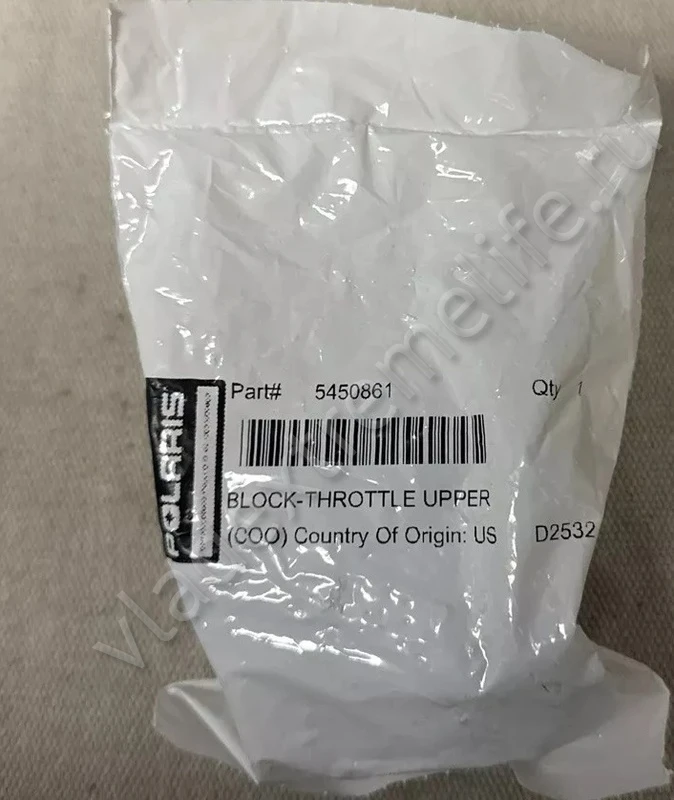 POLARIS
Part# 5450861 Qty 1
BLOCK-THROTTLE UPPER
(COO) Country Of Origin: US D2532